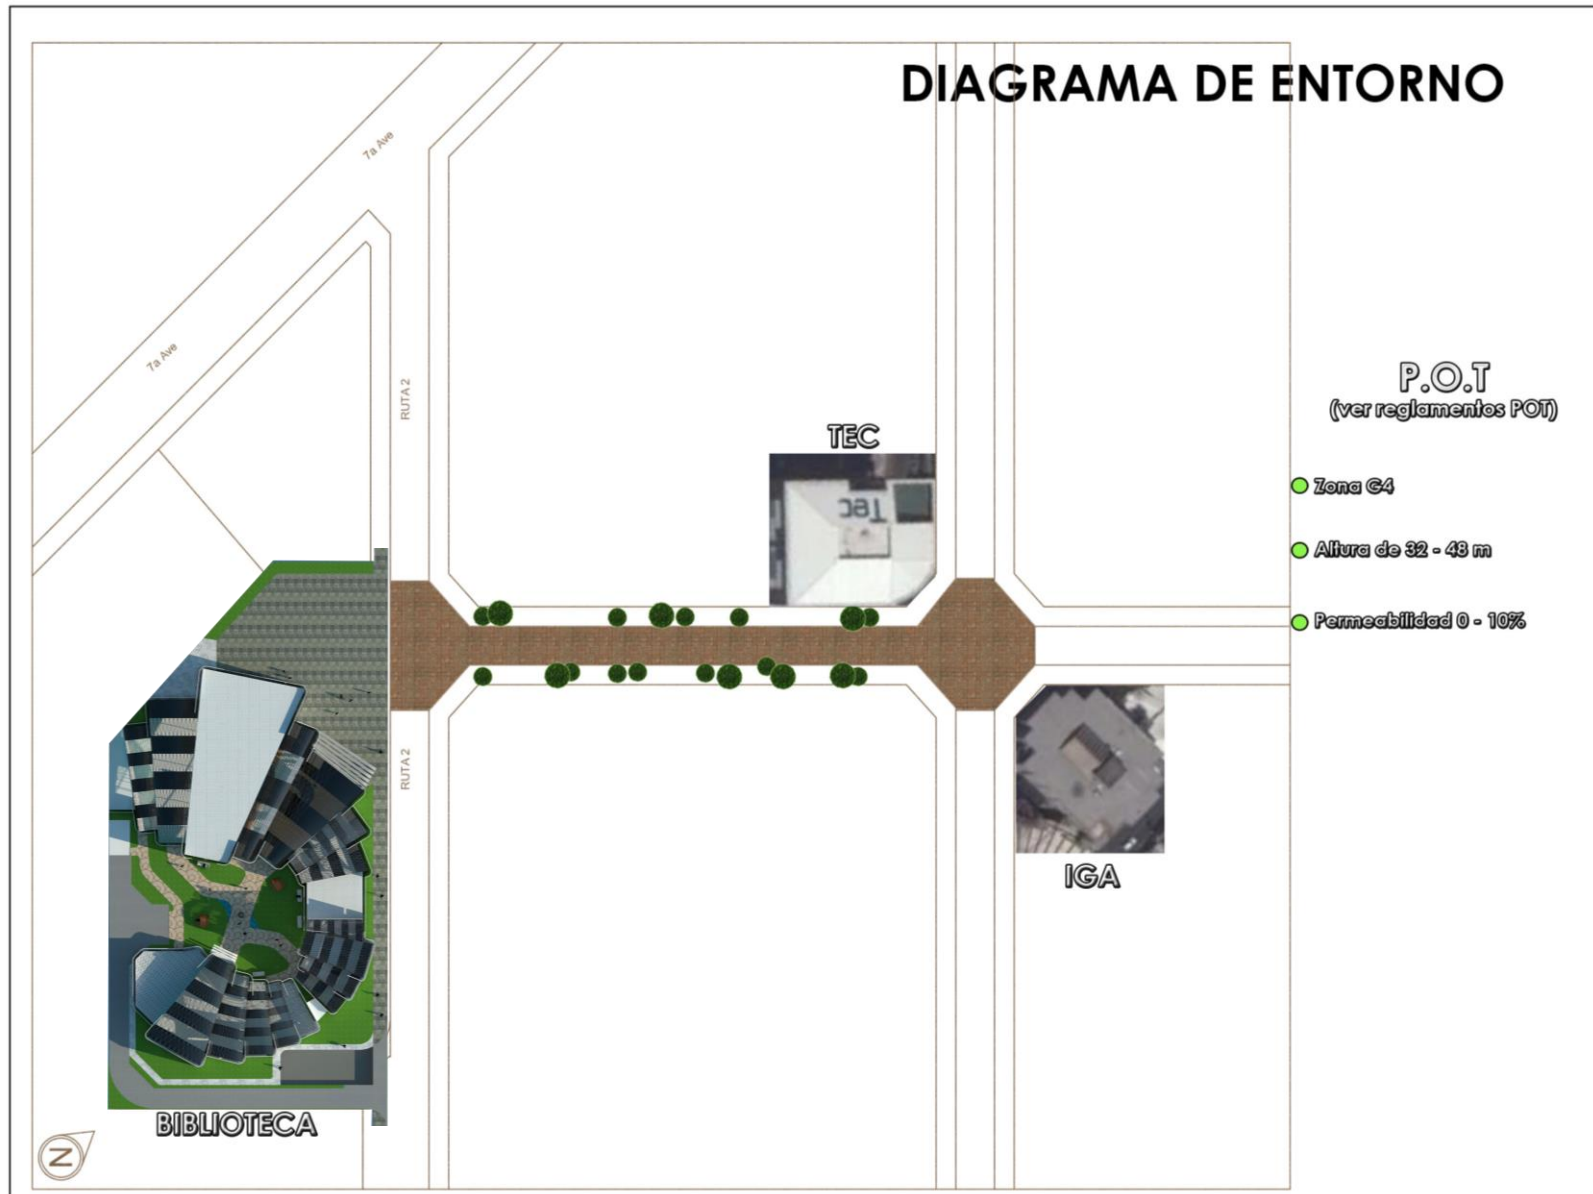 DIAGRAMA DE ENTORNO
7a Ave
7a Ave
RUTA 2
P.O.T
(ver reglamentos POT)
TEC
Tec
Zona G4
Altura de 32 - 48 m
Permeabilidad 0 - 10%
RUTA 2
IGA
BIBLIOTECA
N